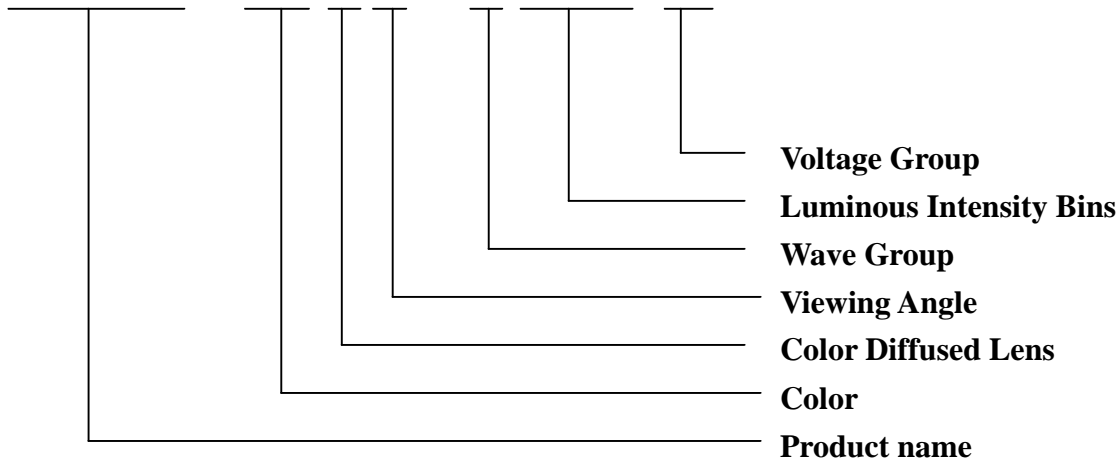 Voltage Group
Luminous Intensity Bins
Wave Group
Viewing Angle
Color Diffused Lens
Color
Product name